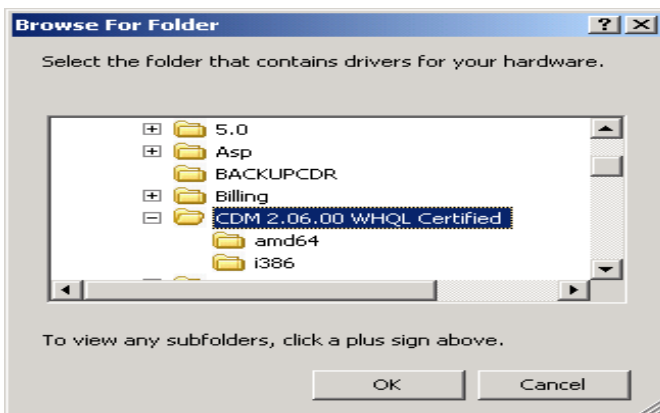 Browse For Folder
Select the folder that contains drivers for your hardware.
5.0
Asp
BACKUPCDR
Billing
CDM 2.06.00 WHQL Certified
amd64
i386
To view any subfolders, click a plus sign above.
OK Cancel